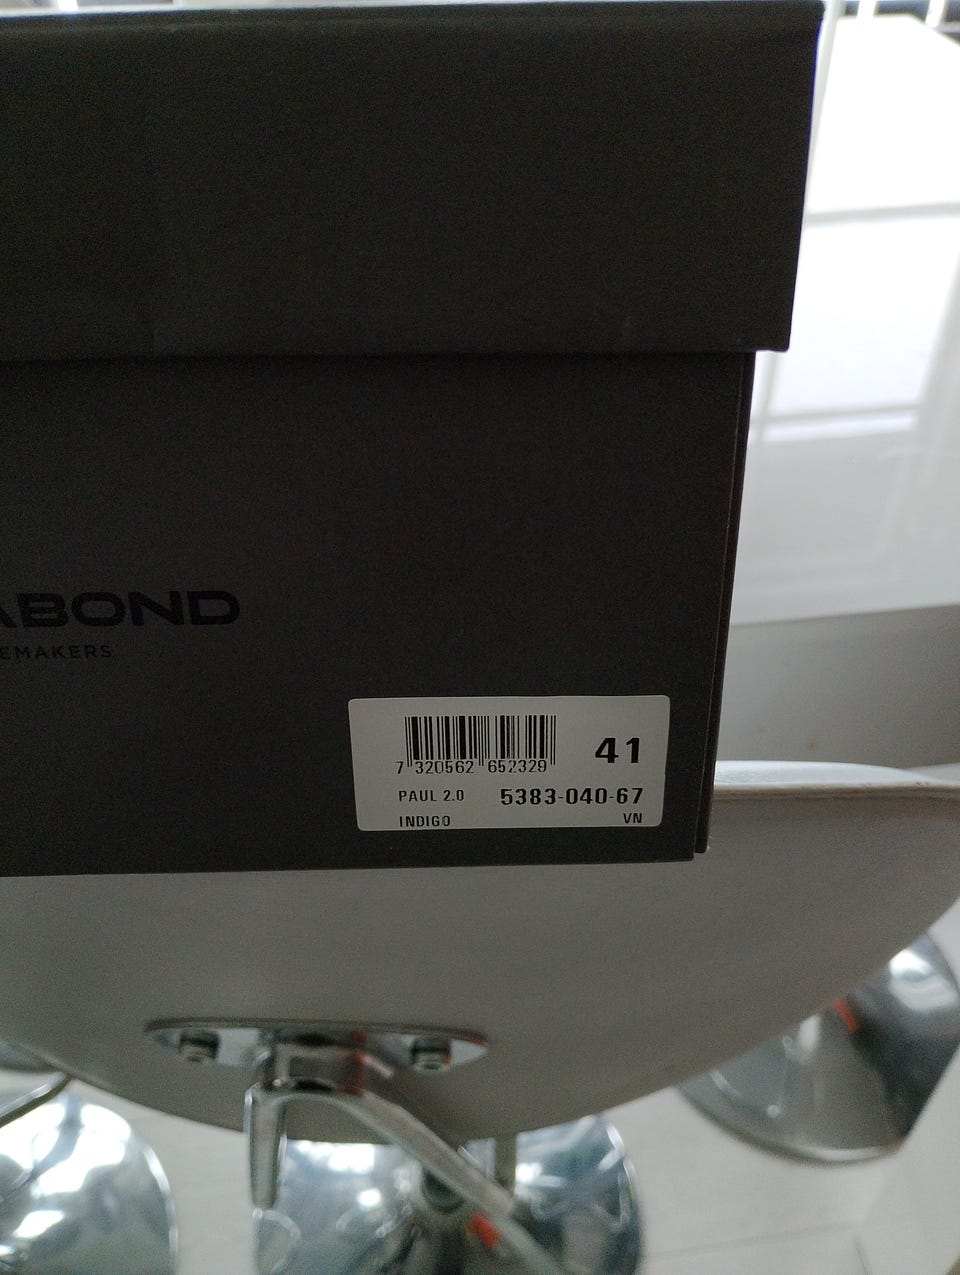 ABOND
EMAKERS
41
7 320562 652329
PAUL 2.0 5383-040-67
INDIGO VN